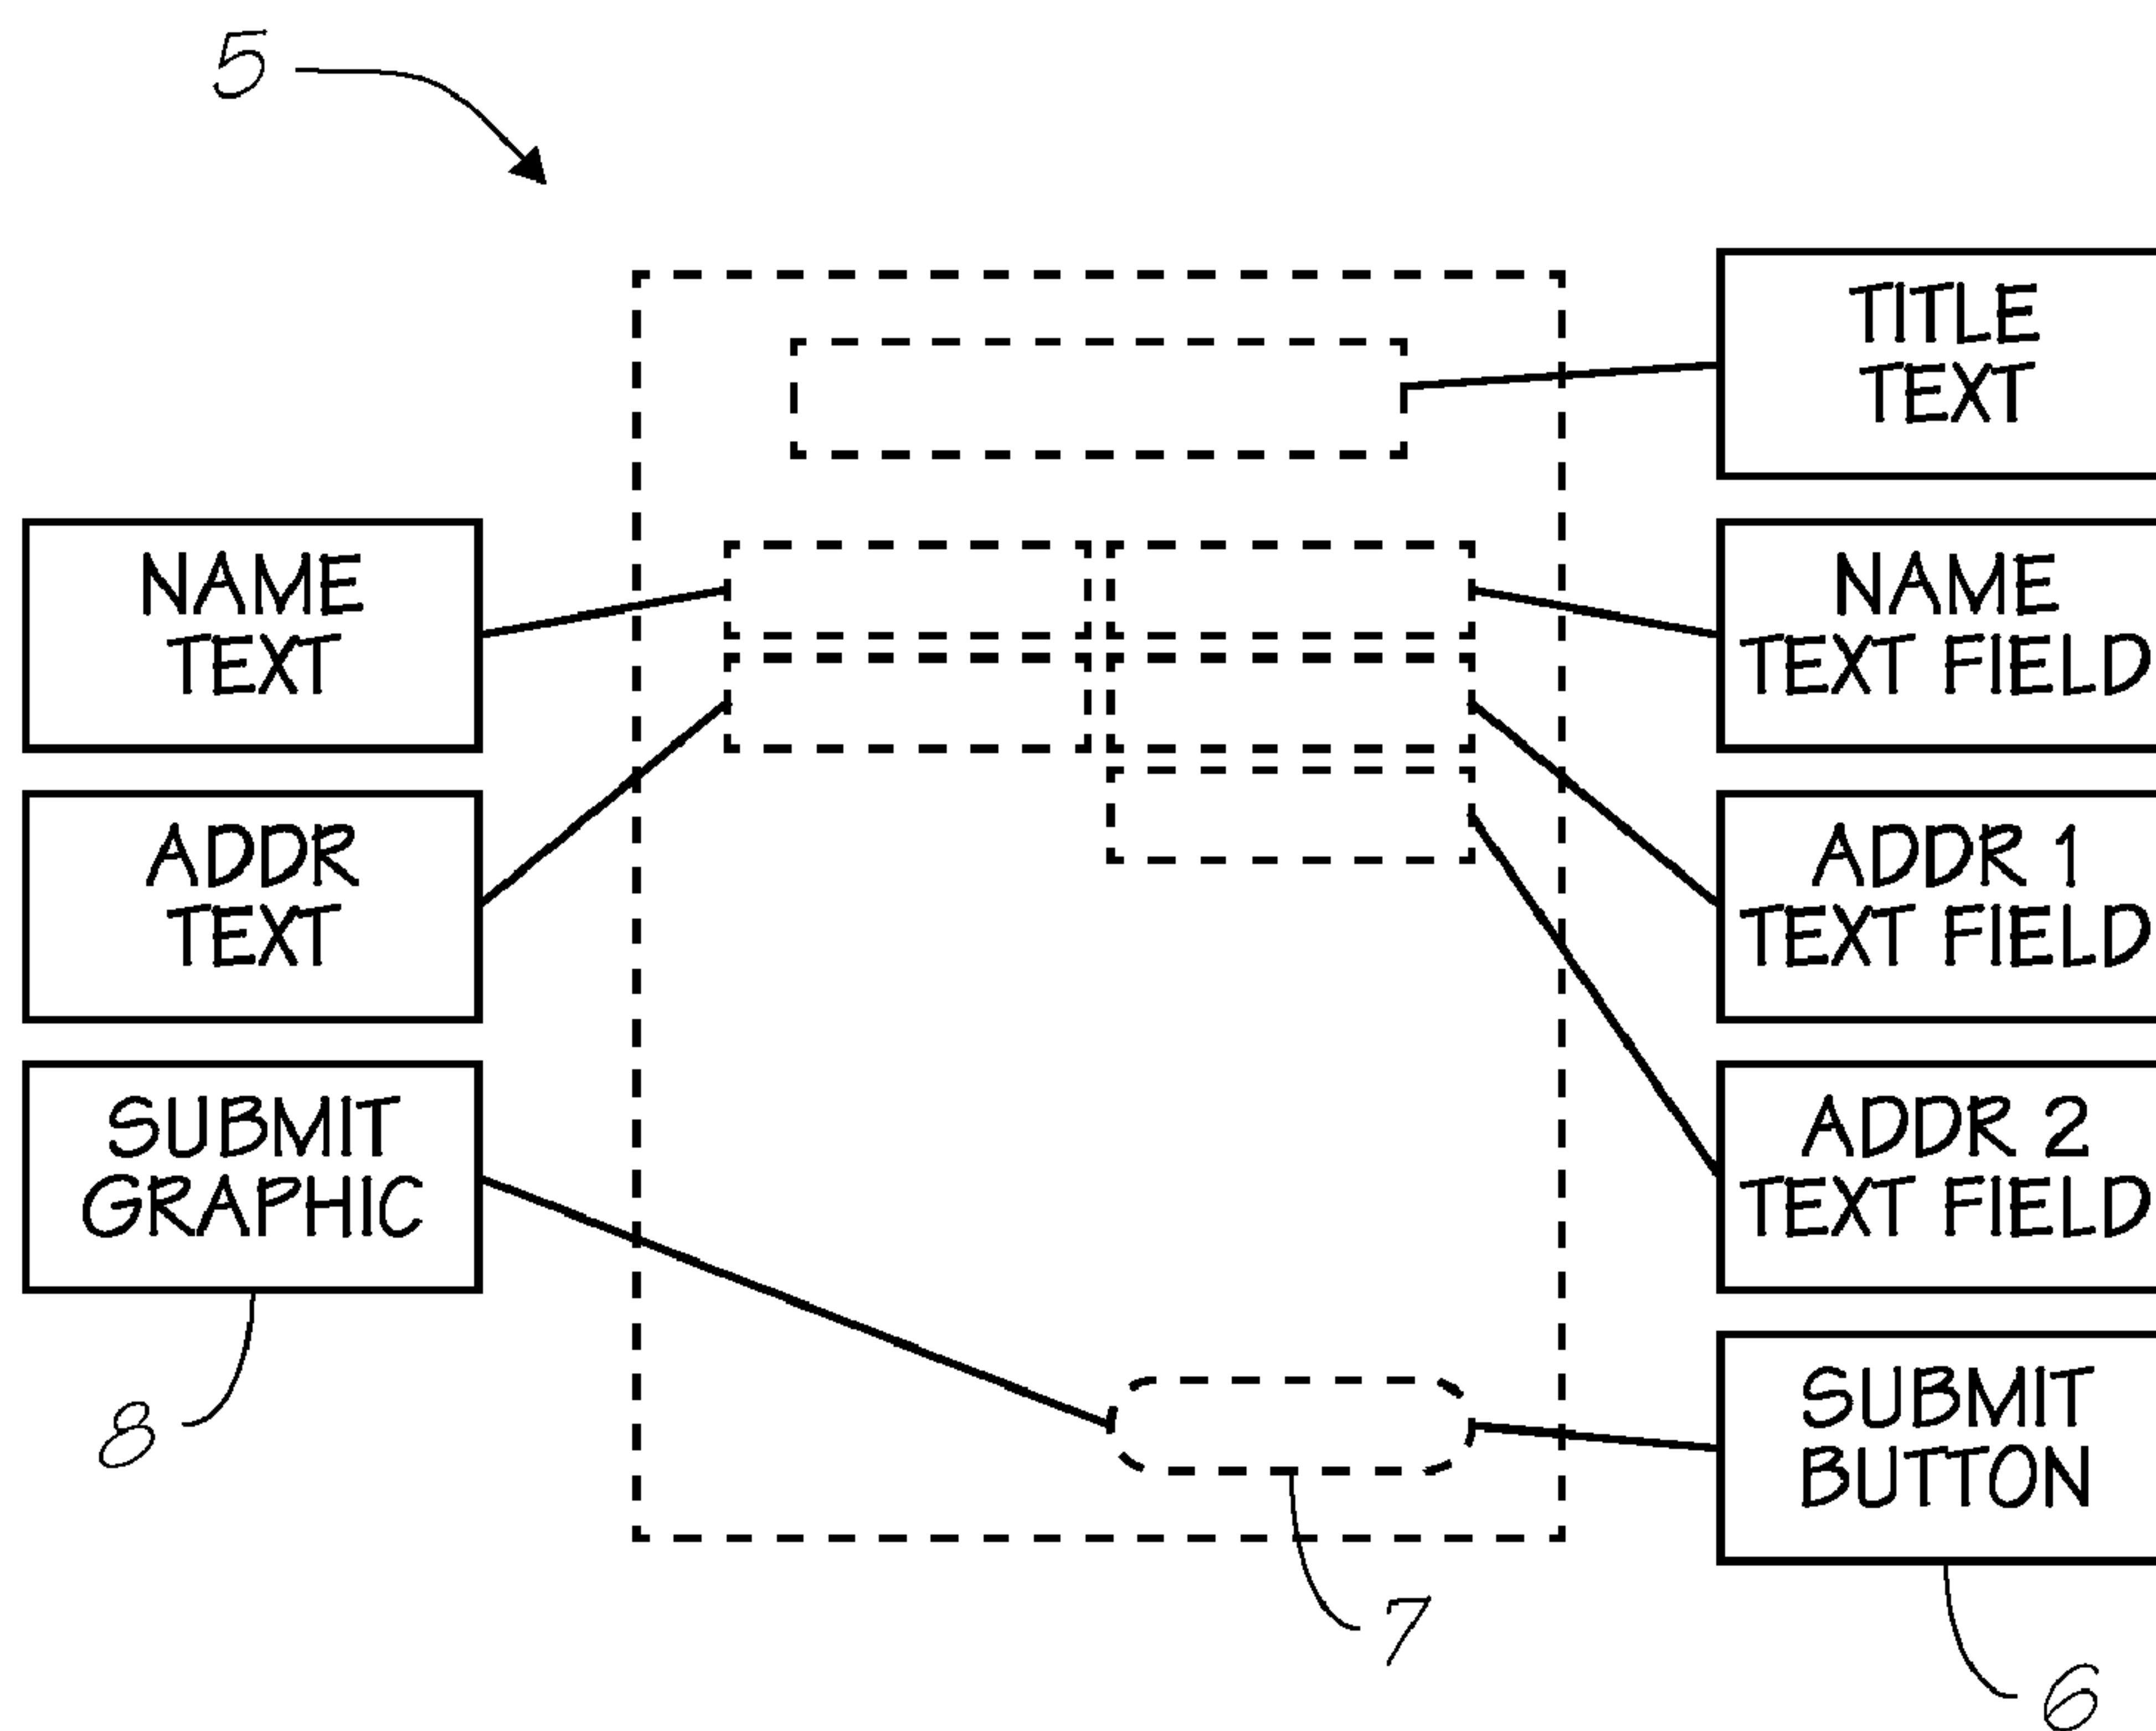 5
TITLE
TEXT
NAME
TEXT
NAME
TEXT FIELD
ADDR
TEXT
ADDR 1
TEXT FIELD
SUBMIT
GRAPHIC
ADDR 2
TEXT FIELD
SUBMIT
BUTTON
8
7
6